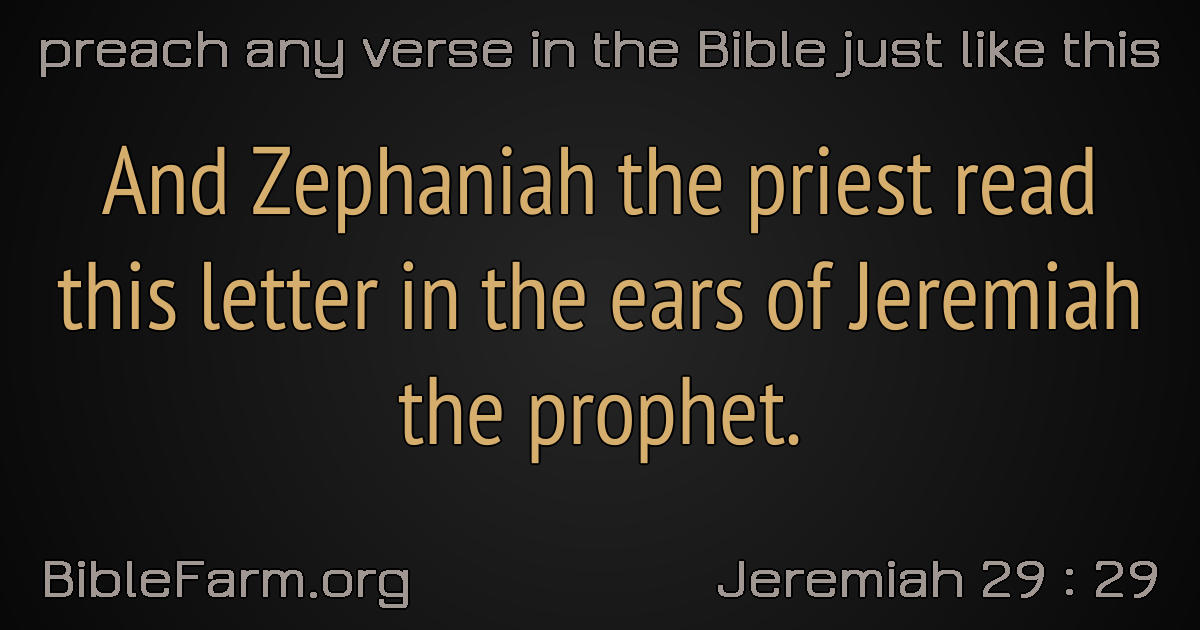 preach any verse in the Bible just like this
And Zephaniah the priest read
this letter in the ears of Jeremiah
the prophet.
BibleFarm.org
Jeremiah 29 : 29